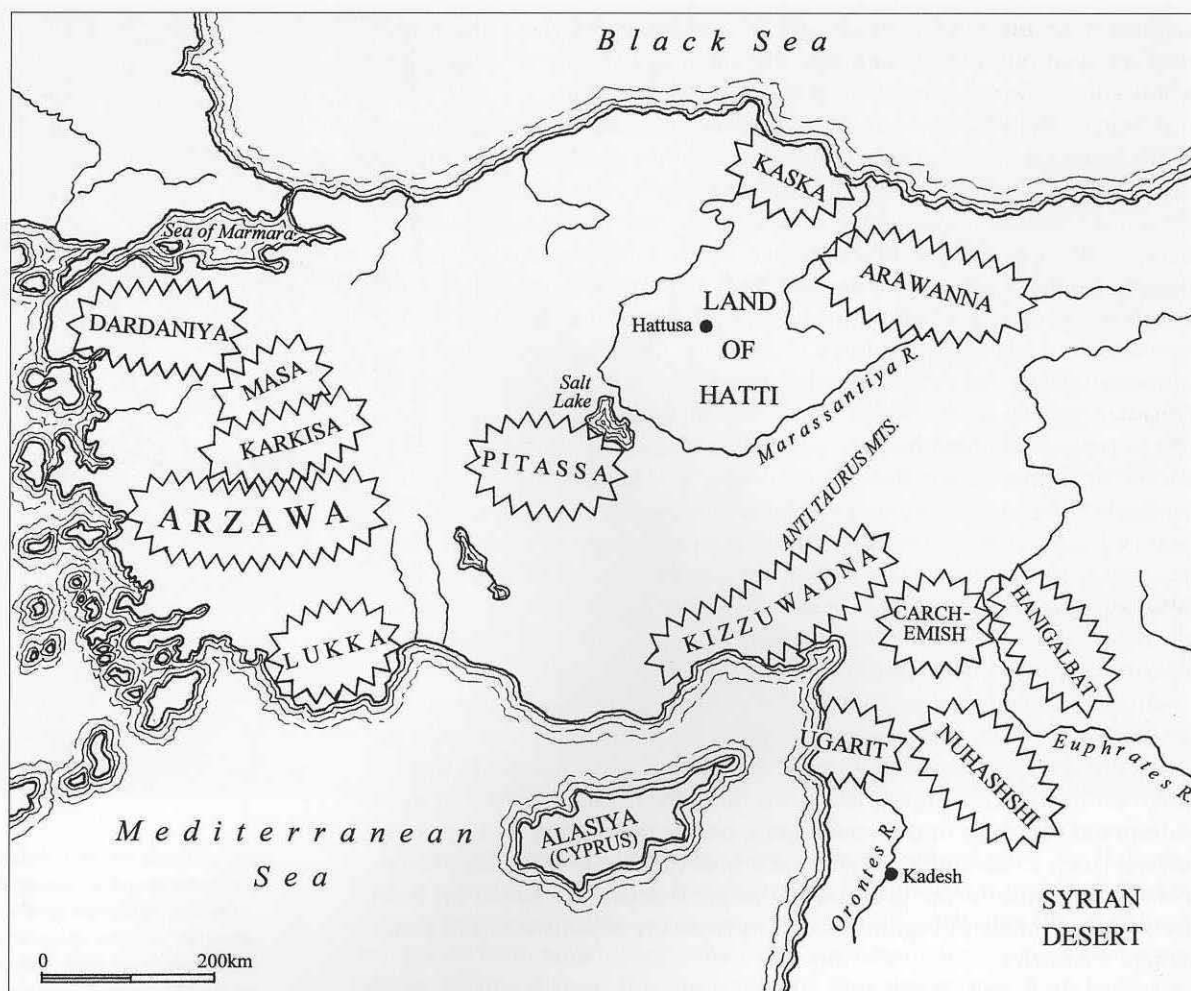 Black Sea
KASKA
Sea of Marmara
ARAWANNA
DARDANIYA
LAND
Hattusa
OF
HATTI
MASA
Salt
Lake
KARKISA
Marassantiya R.
PITASSA
ARZAWA
ANTI TAURUS MTS.
KIZZUWADNA
CARCH-
EMISH
HANIGALBAT
LUKKA
UGARIT
NUHASHSHI
Euphrates R.
Mediterranean
Sea
ALASIYA
(CYPRUS)
Orontes R.
Kadesh
SYRIAN
DESERT
0 200km